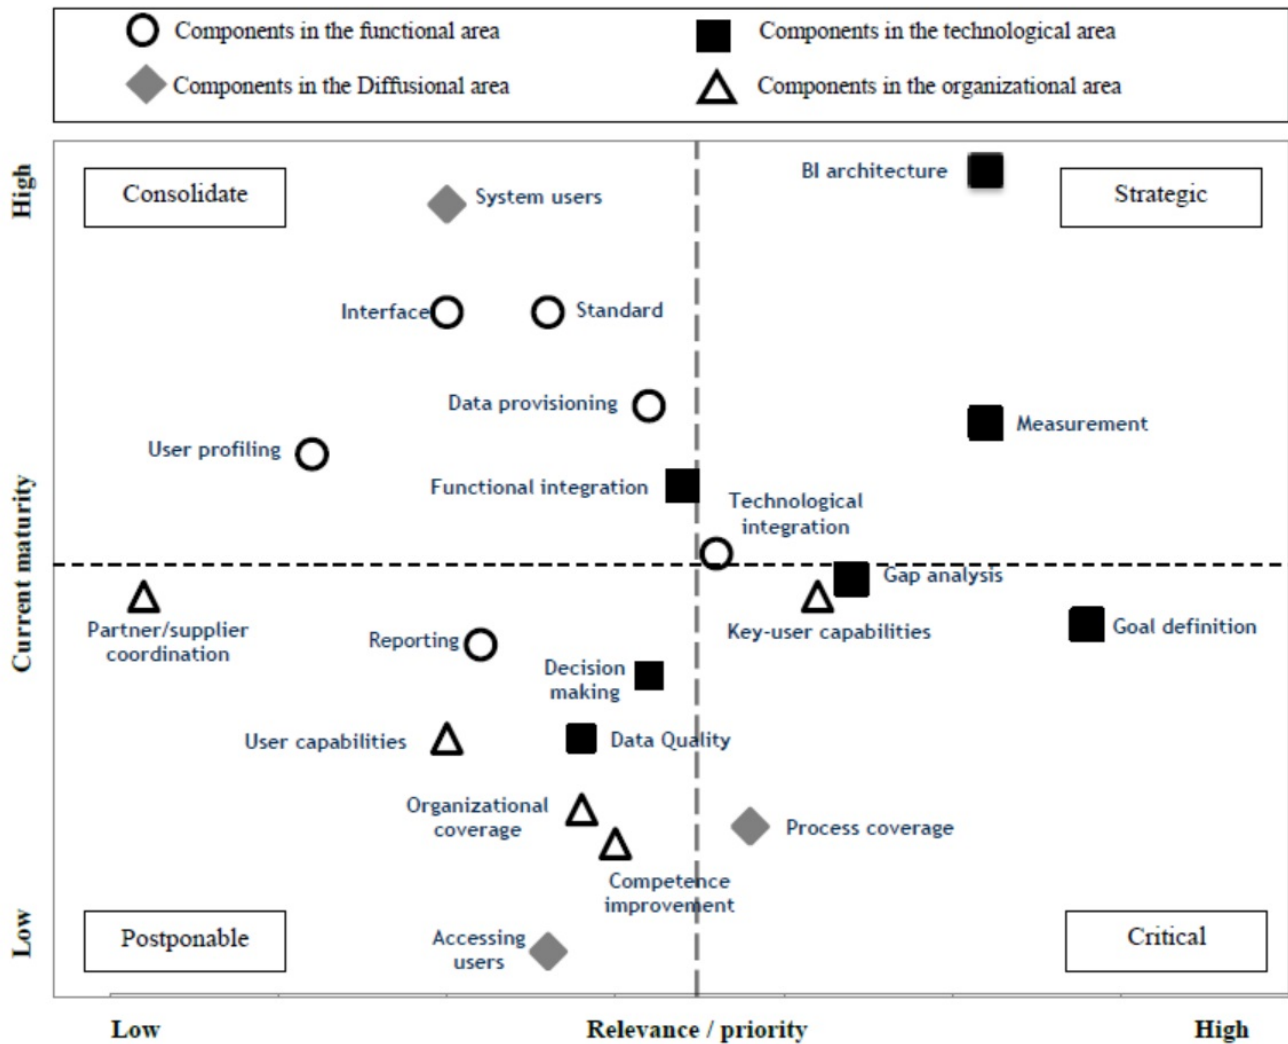 Components in the functional area
Components in the technological area
Components in the Diffusional area
Components in the organizational area
High
Consolidate
System users
BI architecture
Strategic
Interface
Standard
Data provisioning
Measurement
User profiling
Functional integration
Technological
integration
Current maturity
Gap analysis
Partner/supplier
coordination
Reporting
Key-user capabilities
Goal definition
Decision
making
User capabilities
Data Quality
Organizational
coverage
Process coverage
Competence
improvement
Low
Postponable
Accessing
users
Critical
Low
Relevance / priority
High